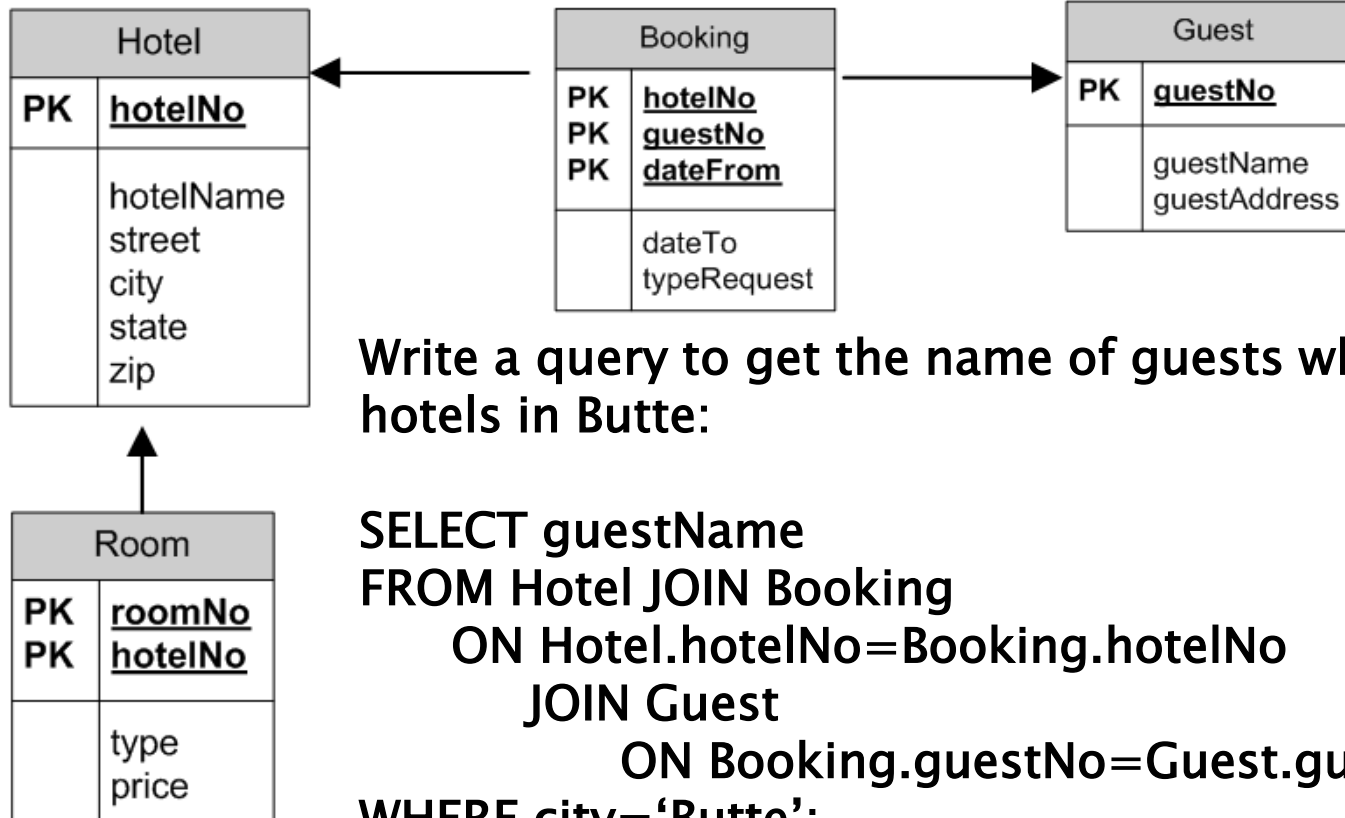 Hotel
PK hotelNo
hotelName
street
city
state
zip
Booking
PK hotelNo
PK guestNo
PK dateFrom
dateTo
typeRequest
Guest
PK guestNo
guestName
guestAddress
Room
PK roomNo
PK hotelNo
type
price
Write a query to get the name of guests
hotels in Butte:
SELECT guestName
FROM Hotel JOIN Booking
ON Hotel.hotelNo=Booking.hotelNo
JOIN Guest
ON Booking.guestNo=Guest.gu
WHERE city=‘Butte’;